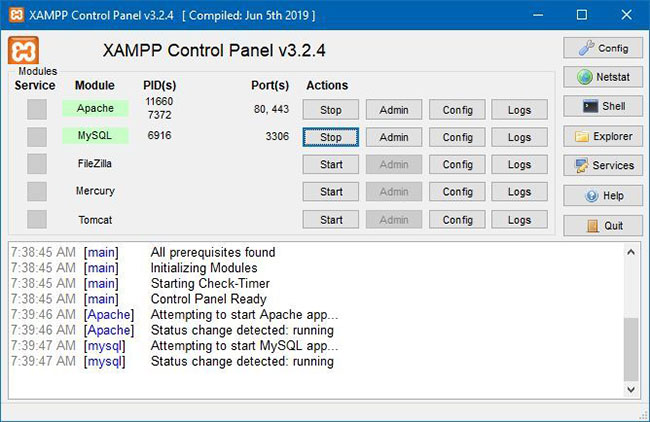 XAMPP Control Panel v3.2.4 [ Compiled: Jun 5th 2019 ]
XAMPP Control Panel v3.2.4
Config
Modules
Service Module PID(s) Port(s) Actions
Netstat
Apache 11660 7372 80, 443 Stop Admin Config Logs
Shell
MySQL 6916 3306 Stop Admin Config Logs
Explorer
FileZilla Start Admin Config Logs
Services
Mercury Start Admin Config Logs
Help
Tomcat Start Admin Config Logs
Quit
7:38:45 AM [main] All prerequisites found
7:38:45 AM [main] Initializing Modules
7:38:45 AM [main] Starting Check-Timer
7:38:45 AM [main] Control Panel Ready
7:39:46 AM [Apache] Attempting to start Apache app...
7:39:46 AM [Apache] Status change detected: running
7:39:47 AM [mysql] Attempting to start MySQL app...
7:39:47 AM [mysql] Status change detected: running